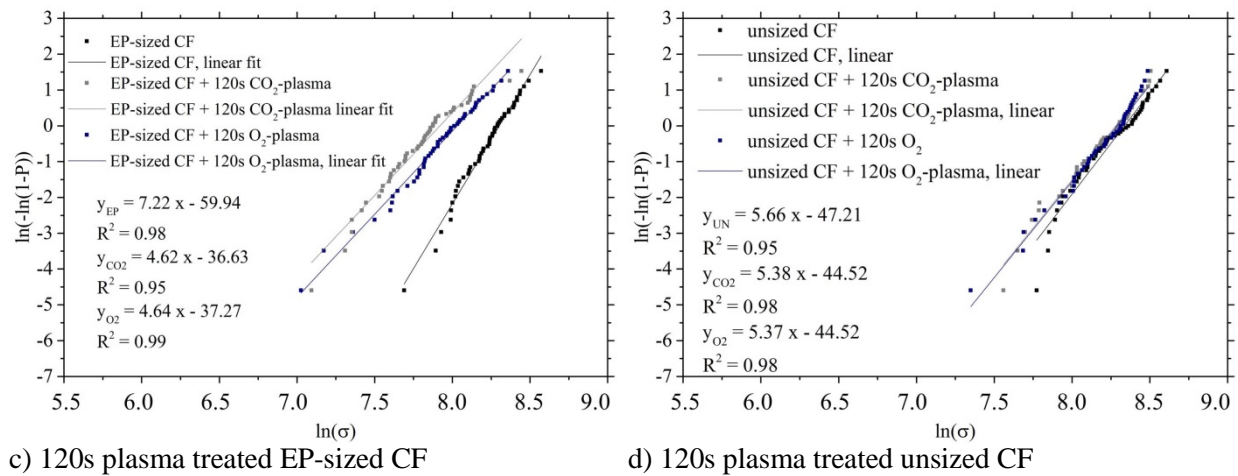 3
2
1
0
-1
-2
-3
-4
-5
-6
-7
ln(-ln(1-P))
EP-sized CF
EP-sized CF, linear fit
EP-sized CF + 120s CO₂-plasma
EP-sized CF + 120s CO₂-plasma linear fit
EP-sized CF + 120s O₂-plasma
EP-sized CF + 120s O₂-plasma, linear fit
y_EP = 7.22 x - 59.94
R² = 0.98
y_CO2 = 4.62 x - 36.63
R² = 0.95
y_O2 = 4.64 x - 37.27
R² = 0.99
5.5 6.0 6.5 7.0 7.5 8.0 8.5 9.0
ln(σ)
c) 120s plasma treated EP-sized CF
3
2
1
0
-1
-2
-3
-4
-5
-6
-7
ln(-ln(1-P))
unsized CF
unsized CF, linear
unsized CF + 120s CO₂-plasma
unsized CF + 120s CO₂-plasma, linear
unsized CF + 120s O₂
unsized CF + 120s O₂-plasma, linear
y_UN = 5.66 x - 47.21
R² = 0.95
y_CO2 = 5.38 x - 44.52
R² = 0.98
y_O2 = 5.37 x - 44.52
R² = 0.98
5.5 6.0 6.5 7.0 7.5 8.0 8.5 9.0
ln(σ)
d) 120s plasma treated unsized CF